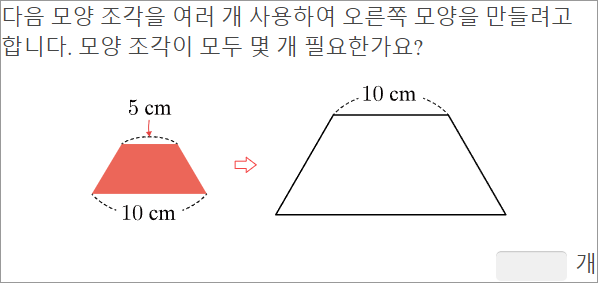 다음 모양 조각을 여러 개 사용하여 오른쪽 모양을 만들려고
합니다. 모양 조각이 모두 몇 개 필요한가요?
5 cm
10 cm
10 cm
개